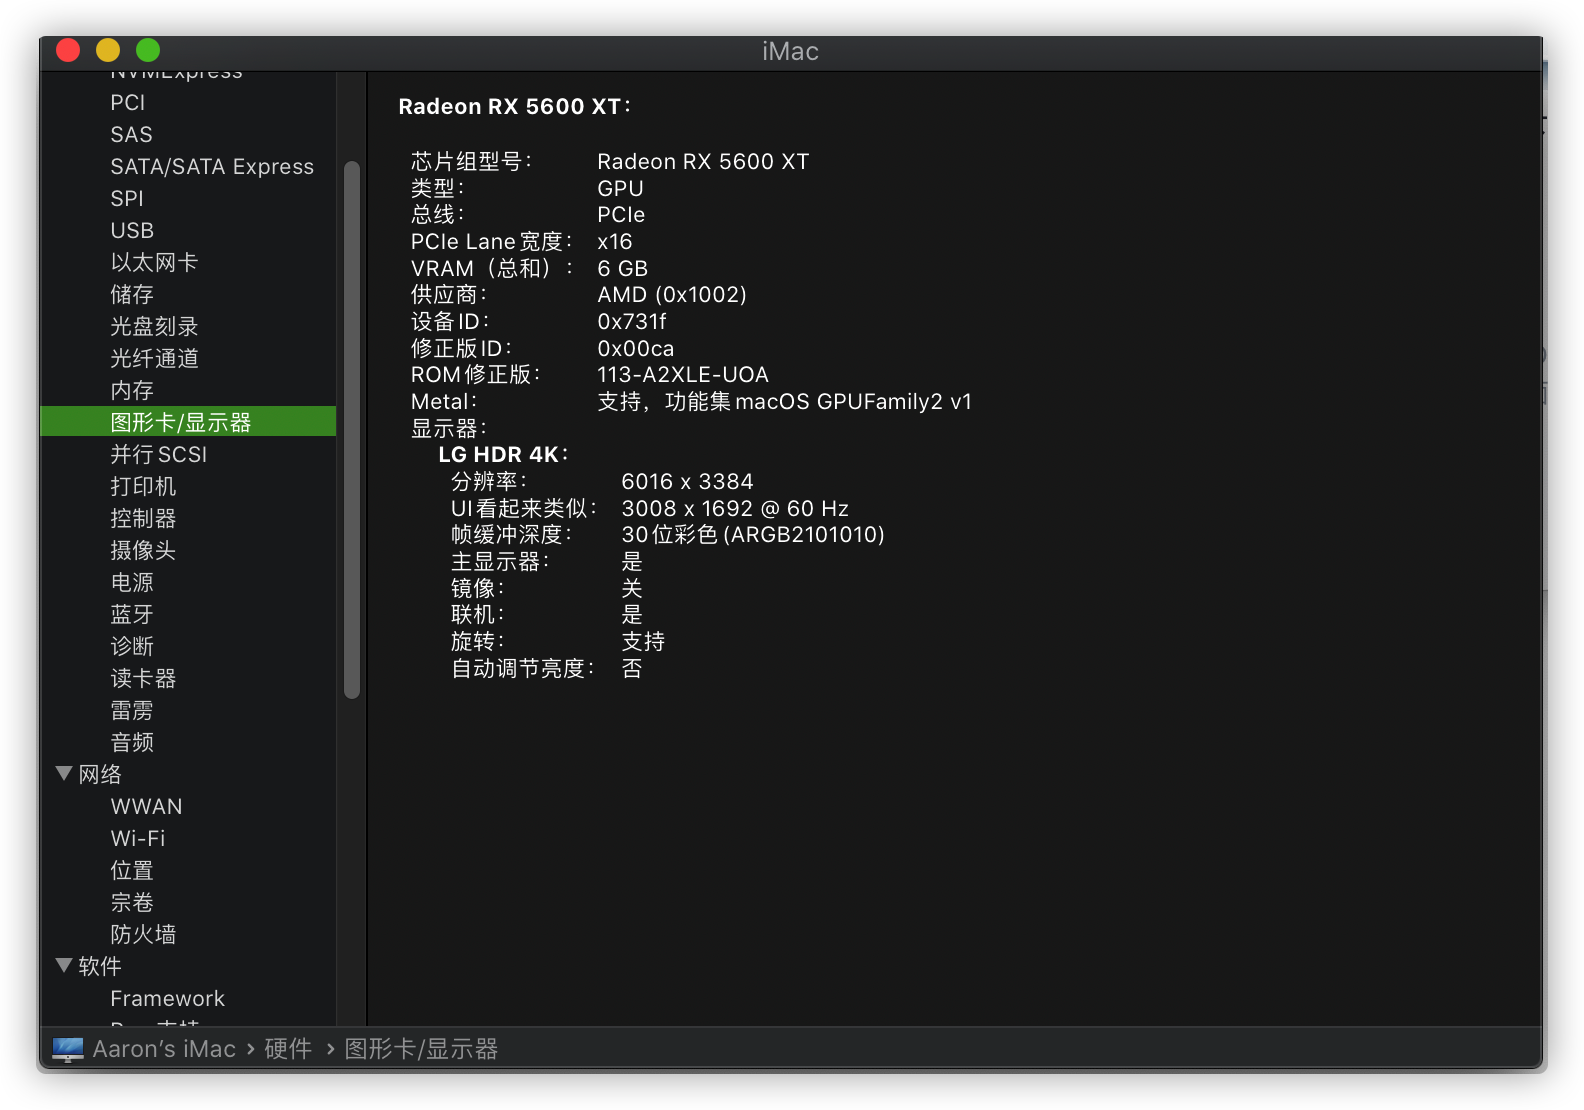 iMac
NVMExpress
PCI
SAS
SATA/SATA Express
SPI
USB
以太网卡
储存
光盘刻录
光纤通道
内存
图形卡/显示器
并行SCSI
打印机
控制器
摄像头
电源
蓝牙
诊断
读卡器
雷雳
音频
网络
WWAN
Wi-Fi
位置
宗卷
防火墙
软件
Framework
Radeon RX 5600 XT：
芯片组型号： Radeon RX 5600 XT
类型： GPU
总线： PCIe
PCIe Lane宽度： x16
VRAM（总和）： 6 GB
供应商： AMD (0x1002)
设备ID： 0x731f
修正版ID： 0x00ca
ROM修正版： 113-A2XLE-UOA
Metal： 支持，功能集macOS GPUFamily2 v1
显示器：
LG HDR 4K：
分辨率： 6016 x 3384
UI看起来类似： 3008 x 1692 @ 60 Hz
帧缓冲深度： 30位彩色(ARGB2101010)
主显示器： 是
镜像： 关
联机： 是
旋转： 支持
自动调节亮度： 否
Aaron’s iMac › 硬件 › 图形卡/显示器